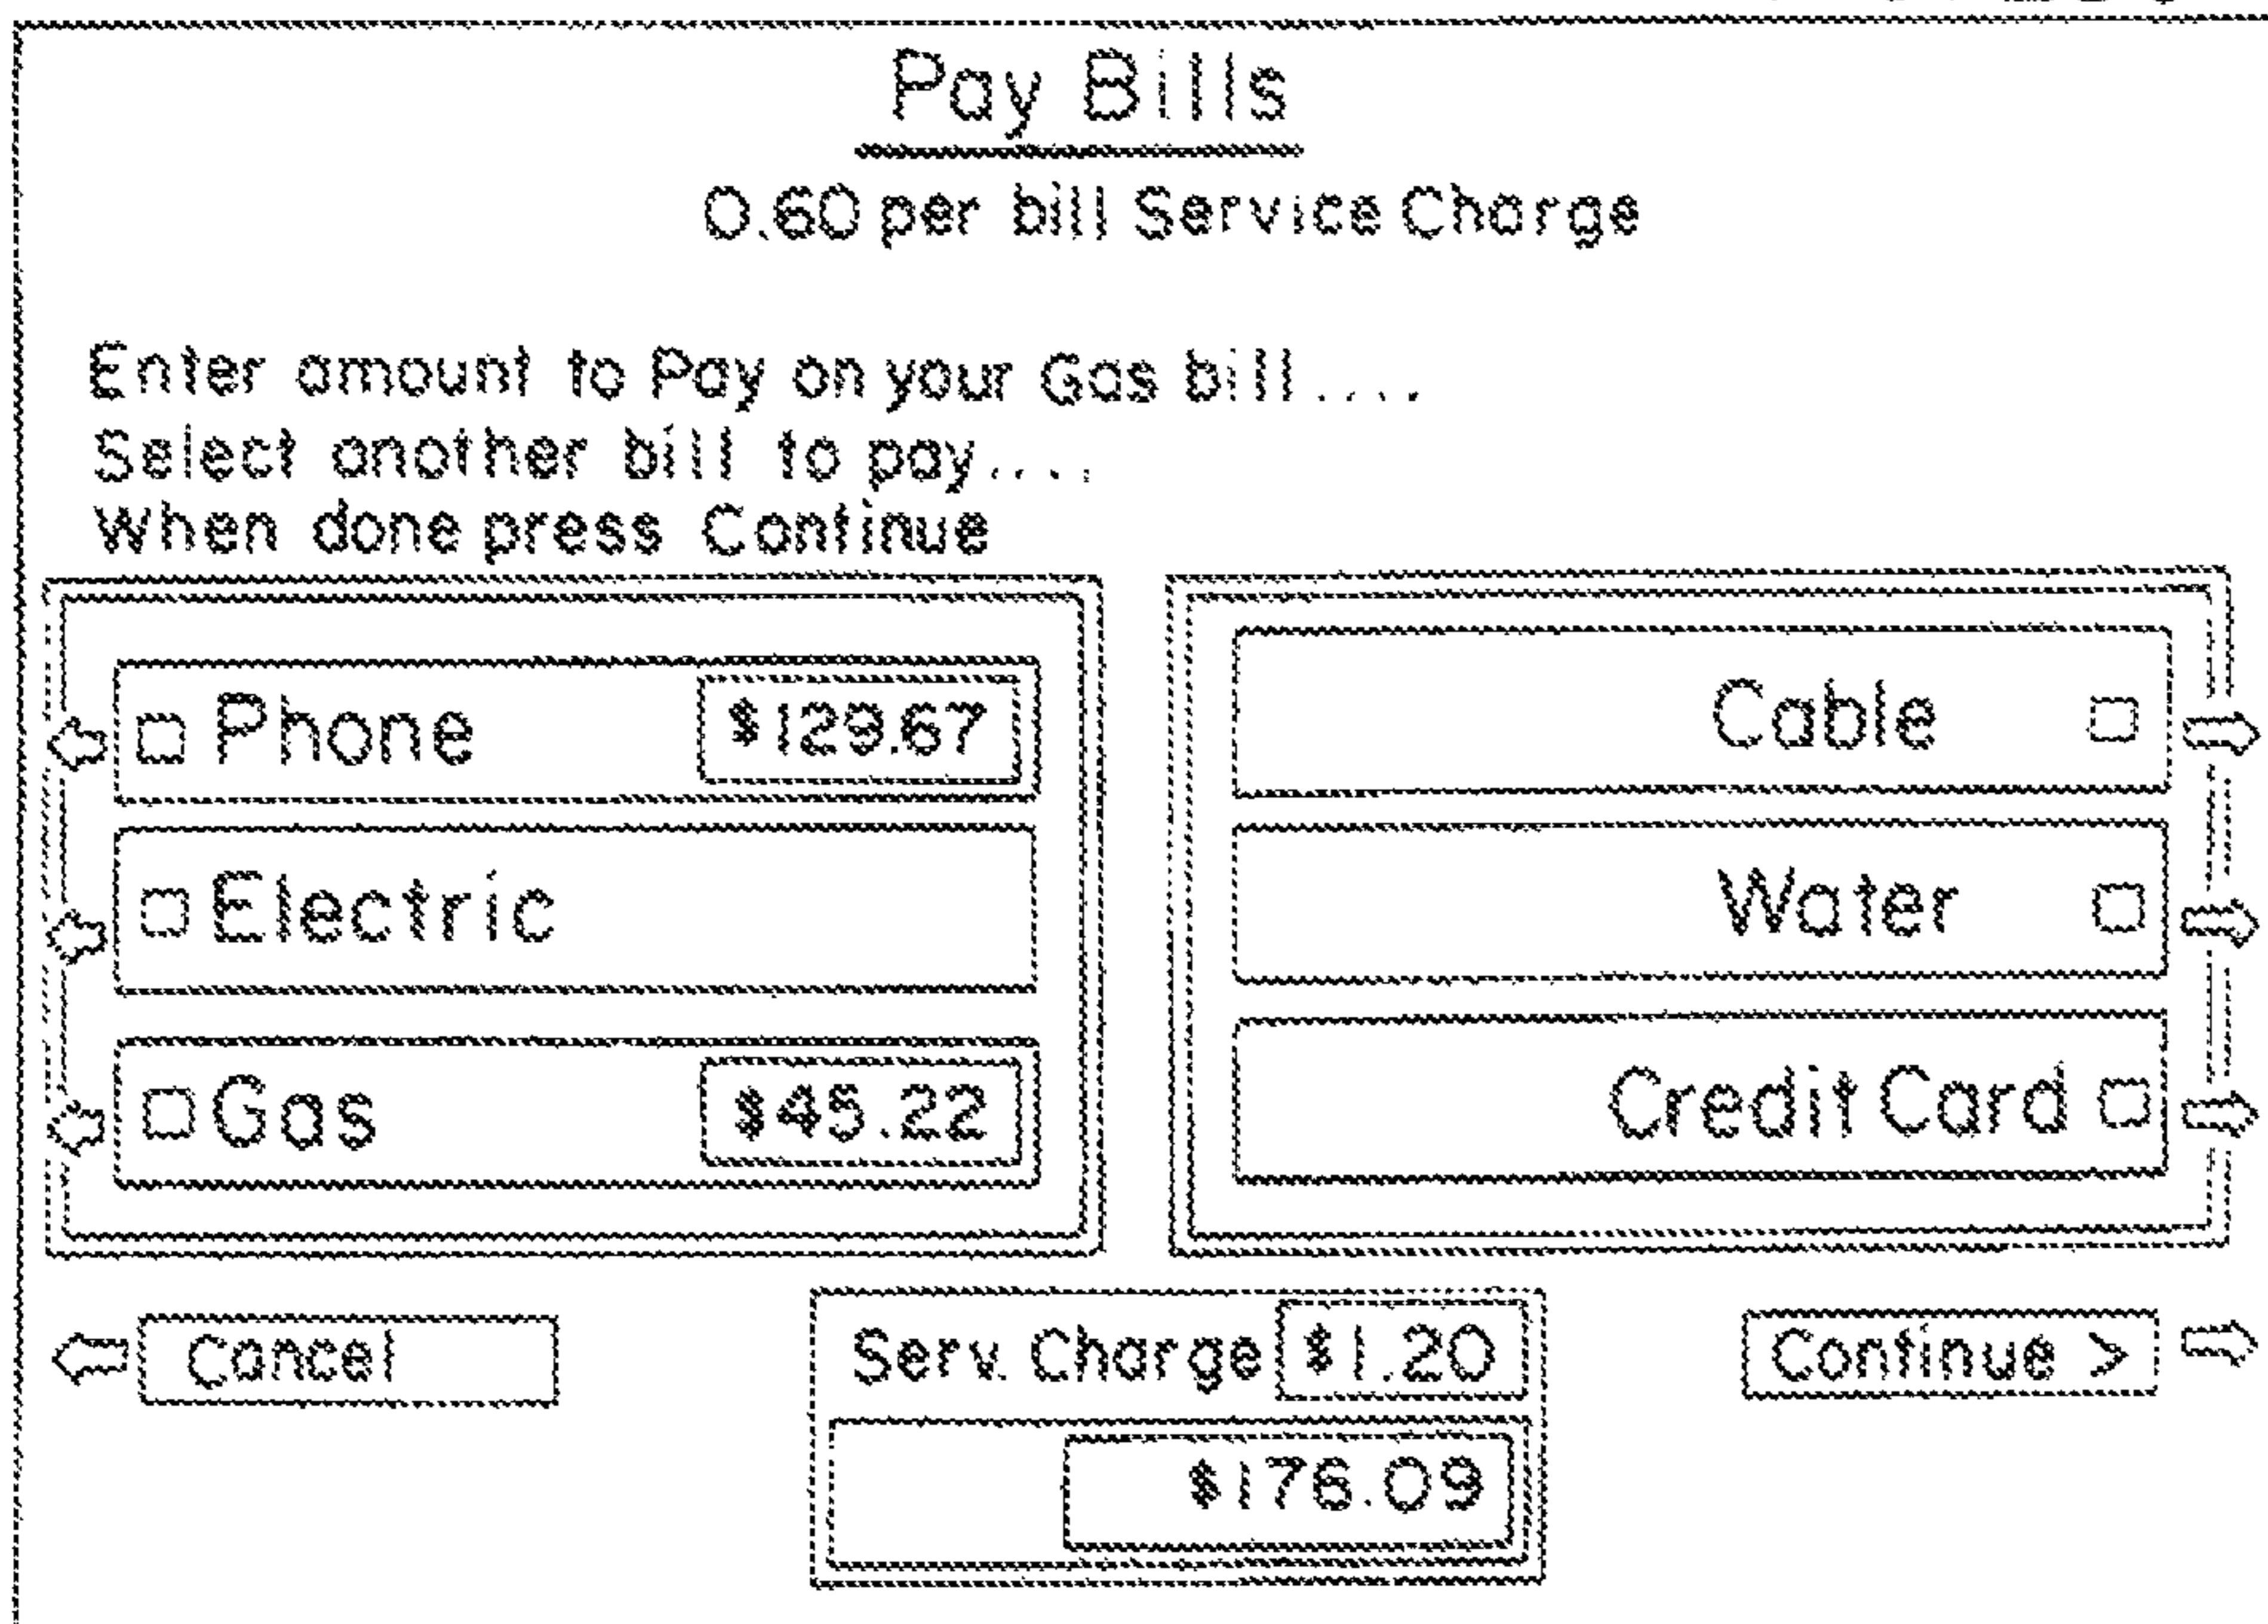 Pay Bills
0.60 per bill Service Charge
Enter amount to Pay on your Gas bill....
Select another bill to pay....
When done press Continue
Phone $129.67
Electric
Gas $45.22
Cable
Water
Credit Card
Cancel
Serv. Charge $1.20
$176.09
Continue >